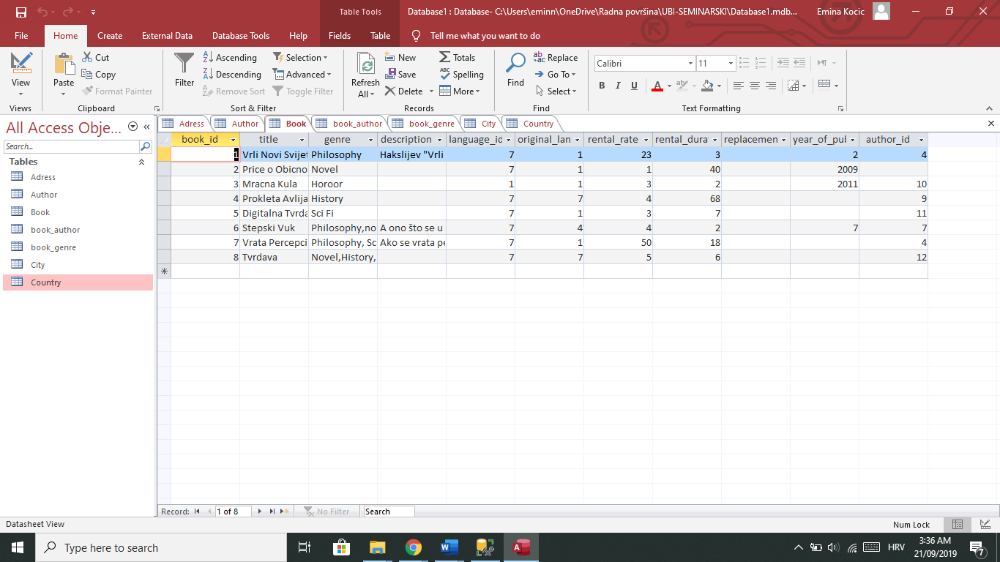 Table Tools
Database1 : Database- C:\Users\eminn\OneDrive\Radna površina\UBI-SEMINARSKI\Database1.mdb...
Emina Kocic
File Home Create External Data Database Tools Help Fields Table Tell me what you want to do
View
Views
Paste
Cut
Copy
Format Painter
Clipboard
Filter
Ascending
Descending
Remove Sort
Selection
Advanced
Toggle Filter
Sort & Filter
Refresh
All
New
Save
Delete
Totals
Spelling
More
Records
Find
Replace
Go To
Select
Find
Calibri 11
B I U A
Text Formatting
All Access Obje...
Search...
Tables
Adress
Author
Book
book_author
book_genre
City
Country
Adress Author Book book_author book_genre City Country
book_id title genre description language_id original_lan rental_rate rental_dura replacemen year_of_pub author_id
1 Vrli Novi Svijet Philosophy Hakslijev "Vrli 7 1 23 3 2 4
2 Price o Obicno Novel 7 1 1 40 2009
3 Mracna Kula Horoor 1 1 3 2 2011 10
4 Prokleta Avlija History 7 7 4 68 9
5 Digitalna Tvrda Sci Fi 7 1 3 7 11
6 Stepski Vuk Philosophy,no A ono što se u 7 4 4 2 7 7
7 Vrata Percepci Philosophy, Sc Ako se vrata pe 7 1 50 18 4
8 Tvrdava Novel,History, 7 7 5 6 12
Record: 1 of 8 No Filter Search
Datasheet View
Num Lock
Type here to search
HRV
3:36 AM
21/09/2019
7